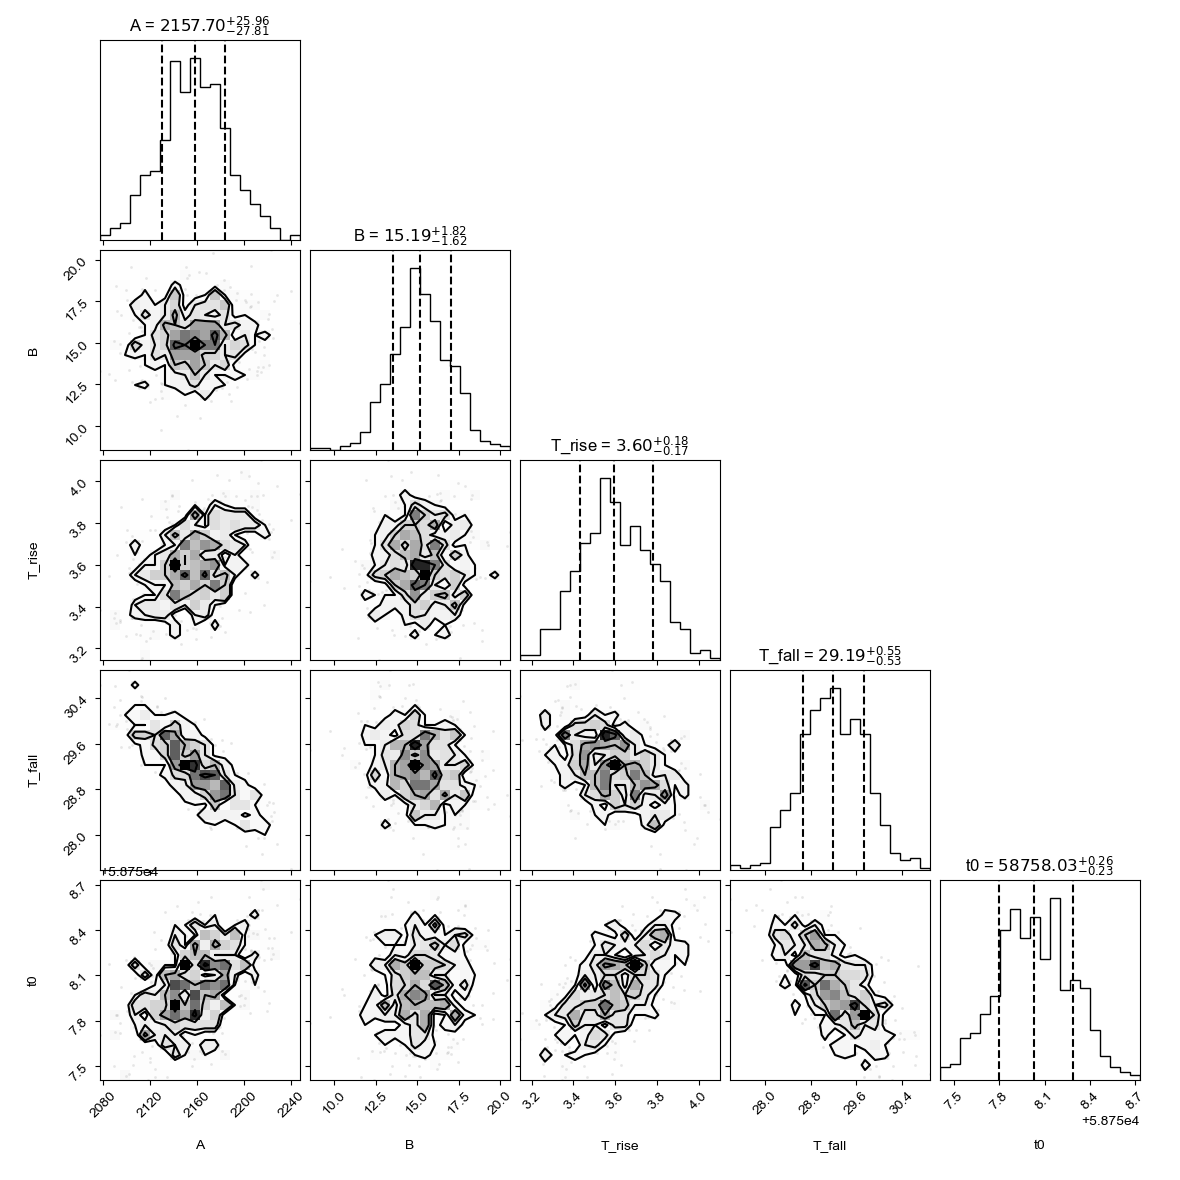 A = 2157.70+25.96−27.81
B = 15.19+1.82−1.62
20.0
17.5
15.0
12.5
10.0
B
T_rise = 3.60+0.18−0.17
4.0
3.8
3.6
3.4
3.2
T_rise
T_fall = 29.19+0.55−0.53
30.4
29.6
28.8
28.0
T_fall
+5.875e4
t0 = 58758.03+0.26−0.23
8.7
8.4
8.1
7.8
7.5
t0
2080 2120 2160 2200 2240 10.0 12.5 15.0 17.5 20.0 3.2 3.4 3.6 3.8 4.0 28.0 28.8 29.6 30.4 7.5 7.8 8.1 8.4 8.7
+5.875e4
A B T_rise T_fall t0